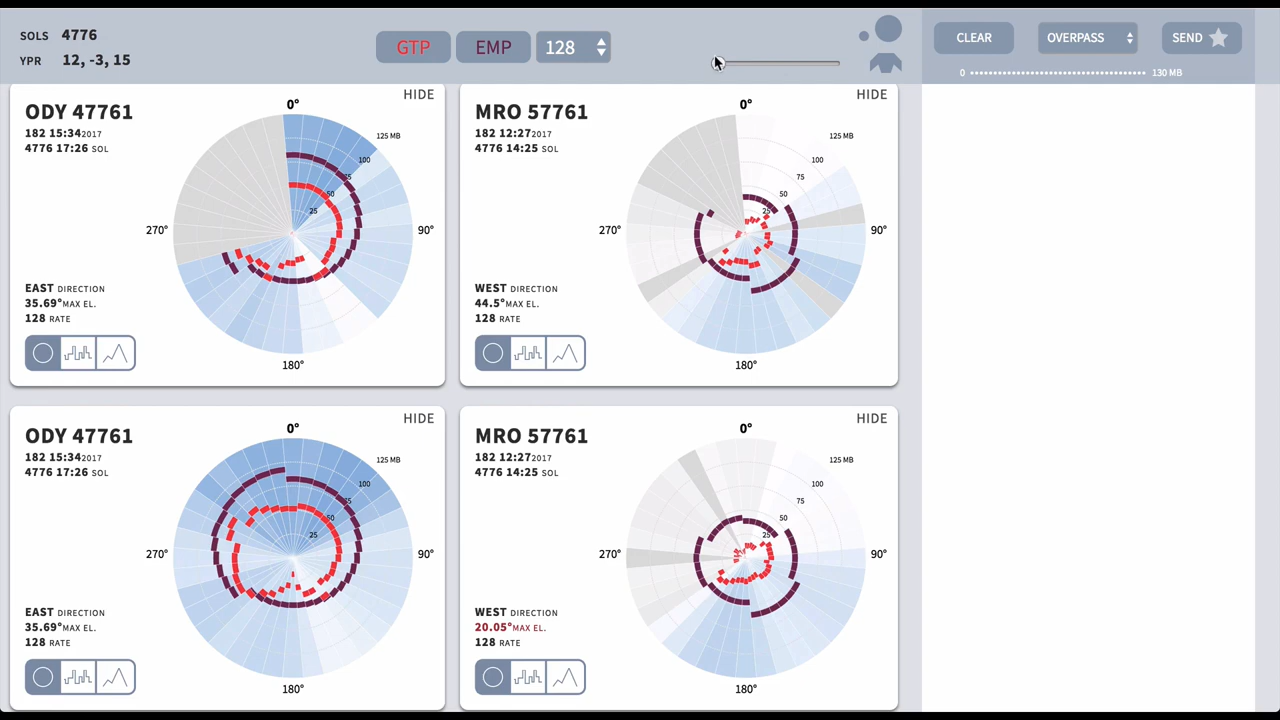 SOLS 4776
YPR 12, -3, 15
GTP EMP 128
CLEAR OVERPASS SEND
0 130 MB
HIDE
ODY 47761
182 15:34 2017
4776 17:26 SOL
0°
125 MB
100
75
50
25
90°
180°
270°
EAST DIRECTION
35.69° MAX EL.
128 RATE
HIDE
MRO 57761
182 12:27 2017
4776 14:25 SOL
0°
125 MB
100
75
50
25
90°
180°
270°
WEST DIRECTION
44.5° MAX EL.
128 RATE
HIDE
ODY 47761
182 15:34 2017
4776 17:26 SOL
0°
125 MB
100
75
50
25
90°
180°
270°
EAST DIRECTION
35.69° MAX EL.
128 RATE
HIDE
MRO 57761
182 12:27 2017
4776 14:25 SOL
0°
125 MB
100
75
50
25
90°
180°
270°
WEST DIRECTION
20.05° MAX EL.
128 RATE